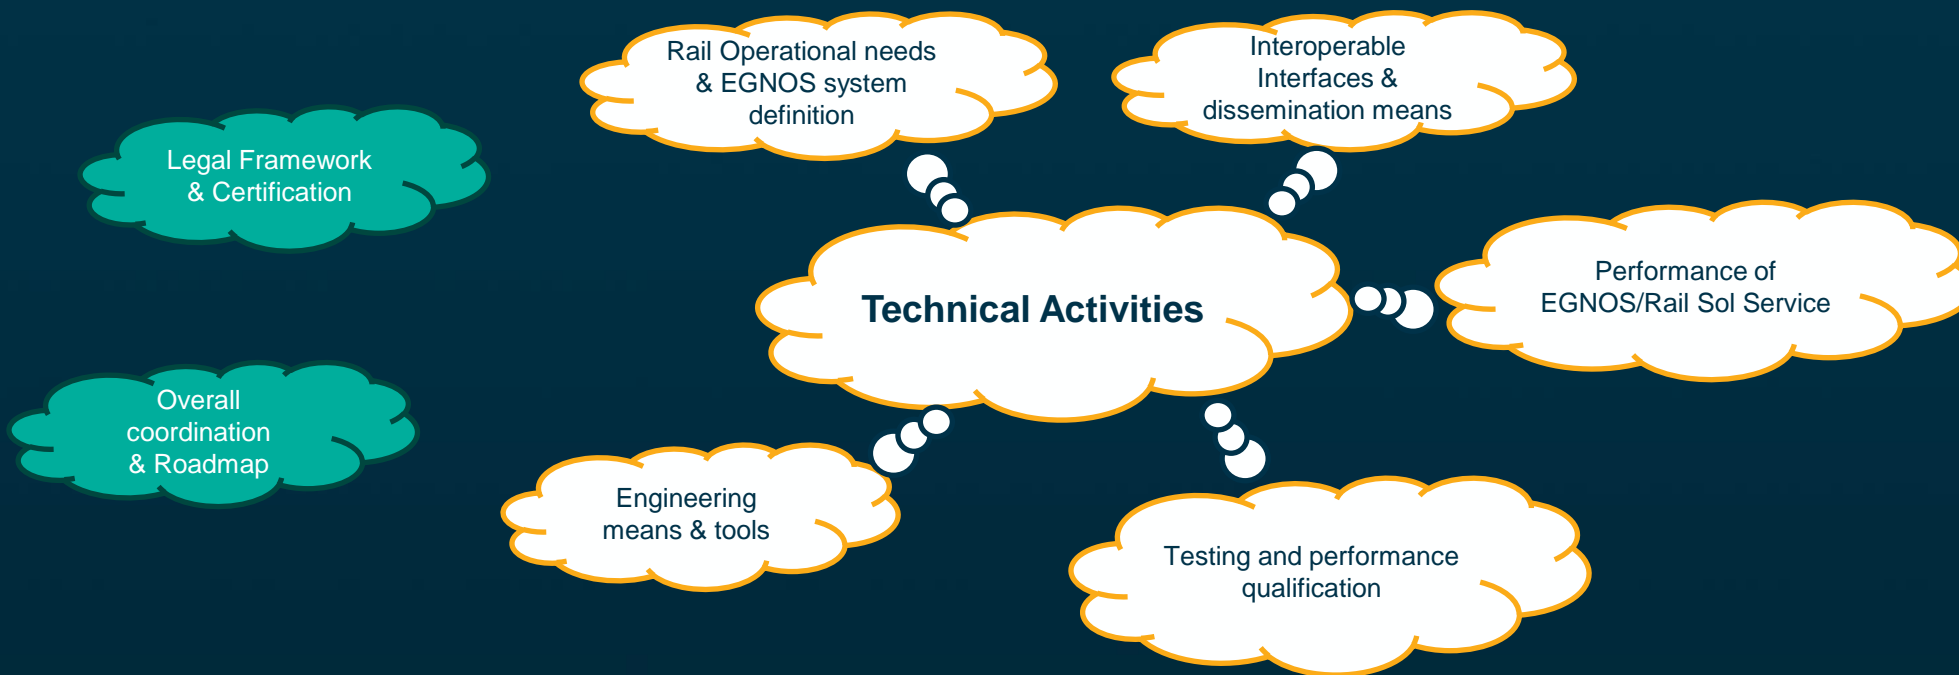 Rail Operational needs
& EGNOS system
definition
Interoperable
Interfaces &
dissemination means
Legal Framework
& Certification
Technical Activities
Performance of
EGNOS/Rail Sol Service
Overall
coordination
& Roadmap
Engineering
means & tools
Testing and performance
qualification